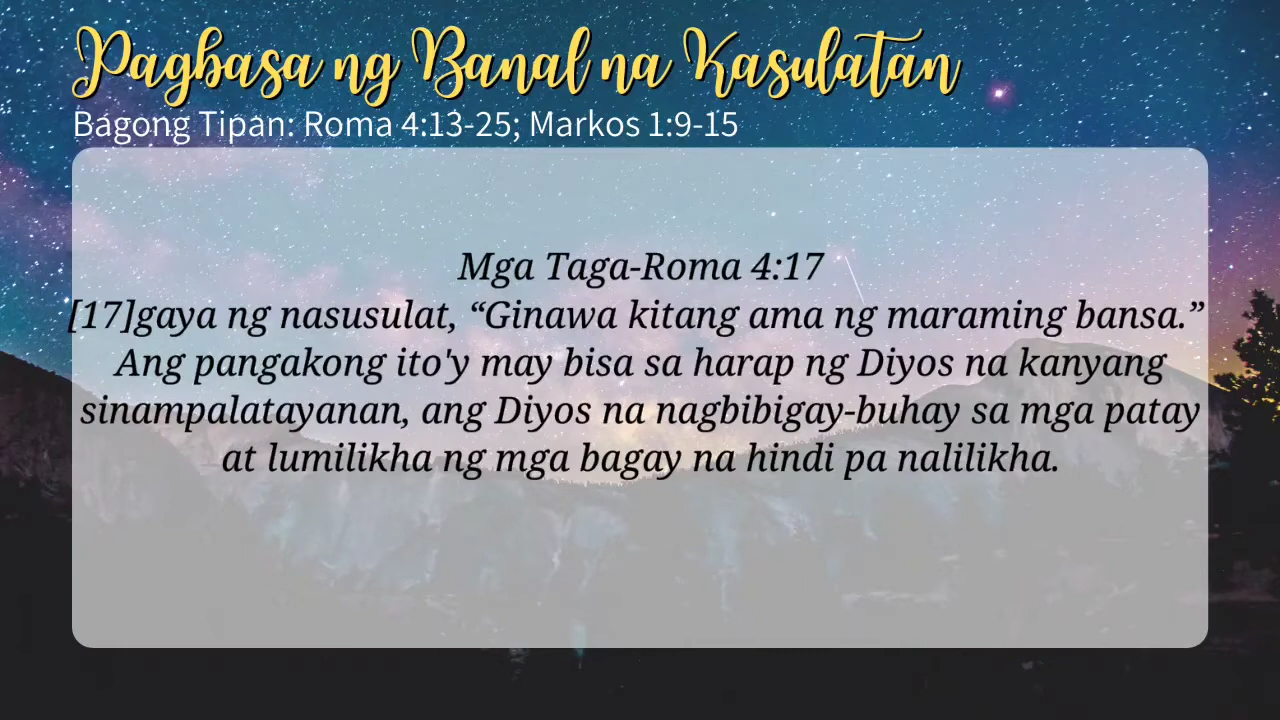 Pagbasa ng Banal na Kasulatan
Bagong Tipan: Roma 4:13-25; Markos 1:9-15
Mga Taga-Roma 4:17
[17]gaya ng nasusulat, “Ginawa kitang ama ng maraming bansa.”
Ang pangakong ito'y may bisa sa harap ng Diyos na kanyang
sinampalatayanan, ang Diyos na nagbibigay-buhay sa mga patay
at lumilikha ng mga bagay na hindi pa nalilikha.